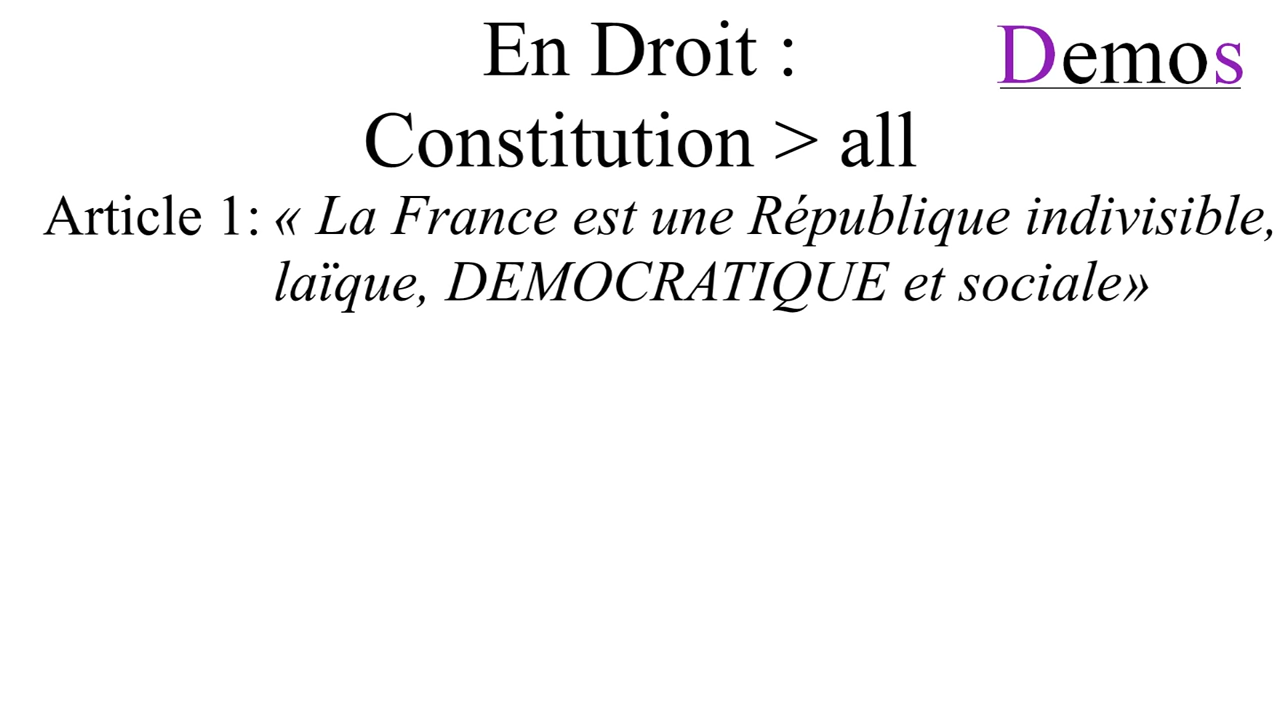 En Droit :
Demos
Constitution > all
Article 1: « La France est une République indivisible,
laïque, DEMOCRATIQUE et sociale»